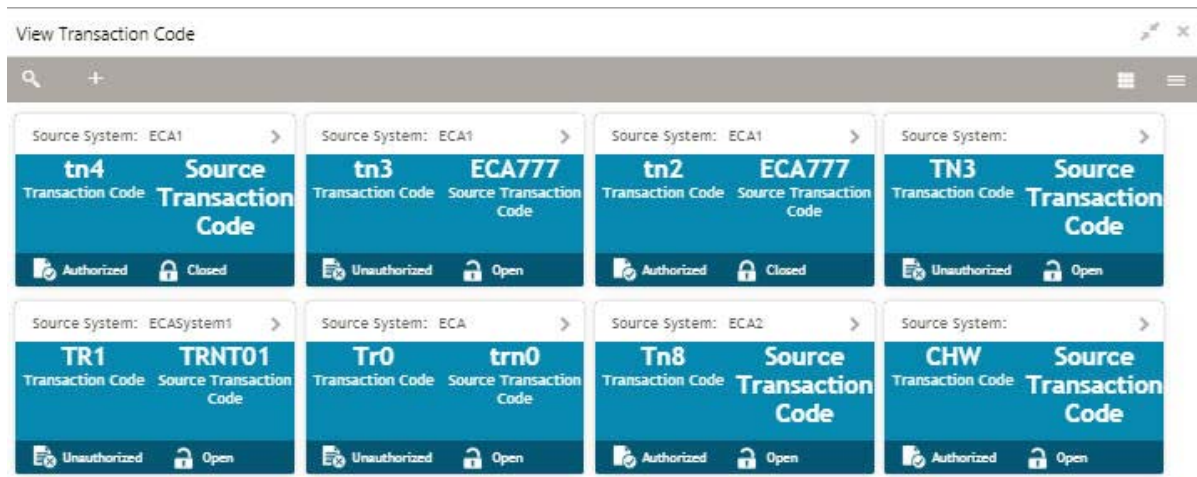 View Transaction Code
Source System: ECA1
tn4
Transaction Code
Source
Transaction
Code
Authorized
Closed
Source System: ECA1
tn3
Transaction Code
ECA777
Source Transaction
Code
Unauthorized
Open
Source System: ECA1
tn2
Transaction Code
ECA777
Source Transaction
Code
Authorized
Closed
Source System:
TN3
Transaction Code
Source
Transaction
Code
Unauthorized
Open
Source System: ECASystem1
TR1
Transaction Code
TRNT01
Source Transaction
Code
Unauthorized
Open
Source System: ECA
Tr0
Transaction Code
trn0
Source Transaction
Code
Unauthorized
Open
Source System: ECA2
Tn8
Transaction Code
Source
Transaction
Code
Authorized
Open
Source System:
CHW
Transaction Code
Source
Transaction
Code
Authorized
Open